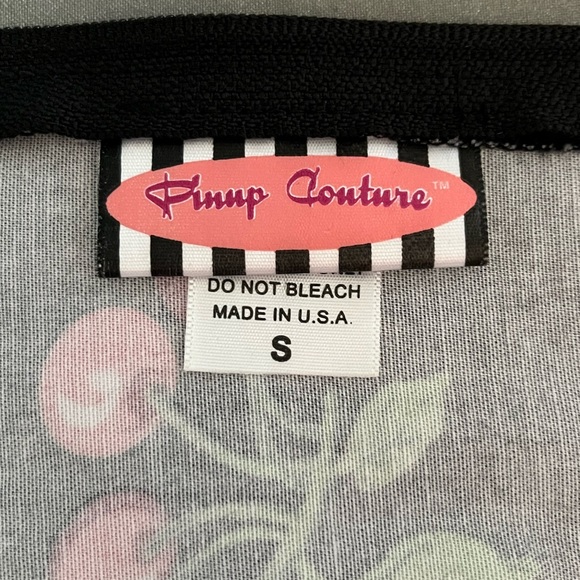 Pinup Couture™
DO NOT BLEACH
MADE IN U.S.A.
S